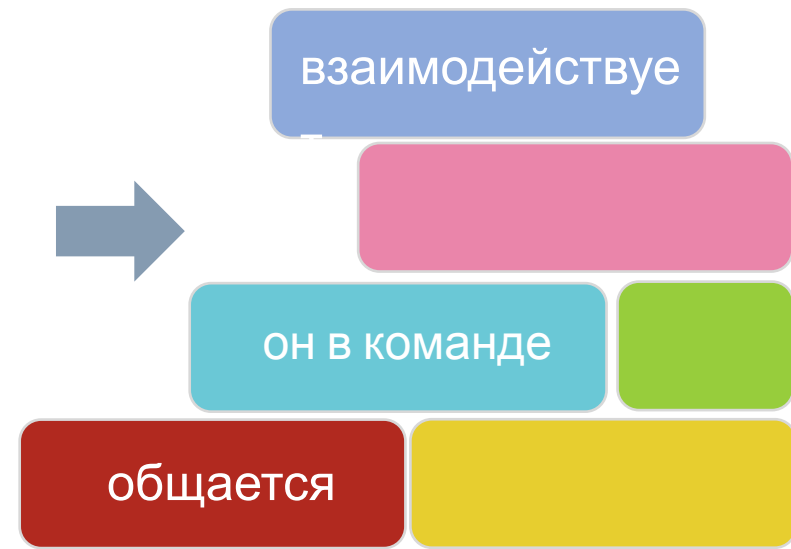 взаимодействуе
т
он в команде
общается